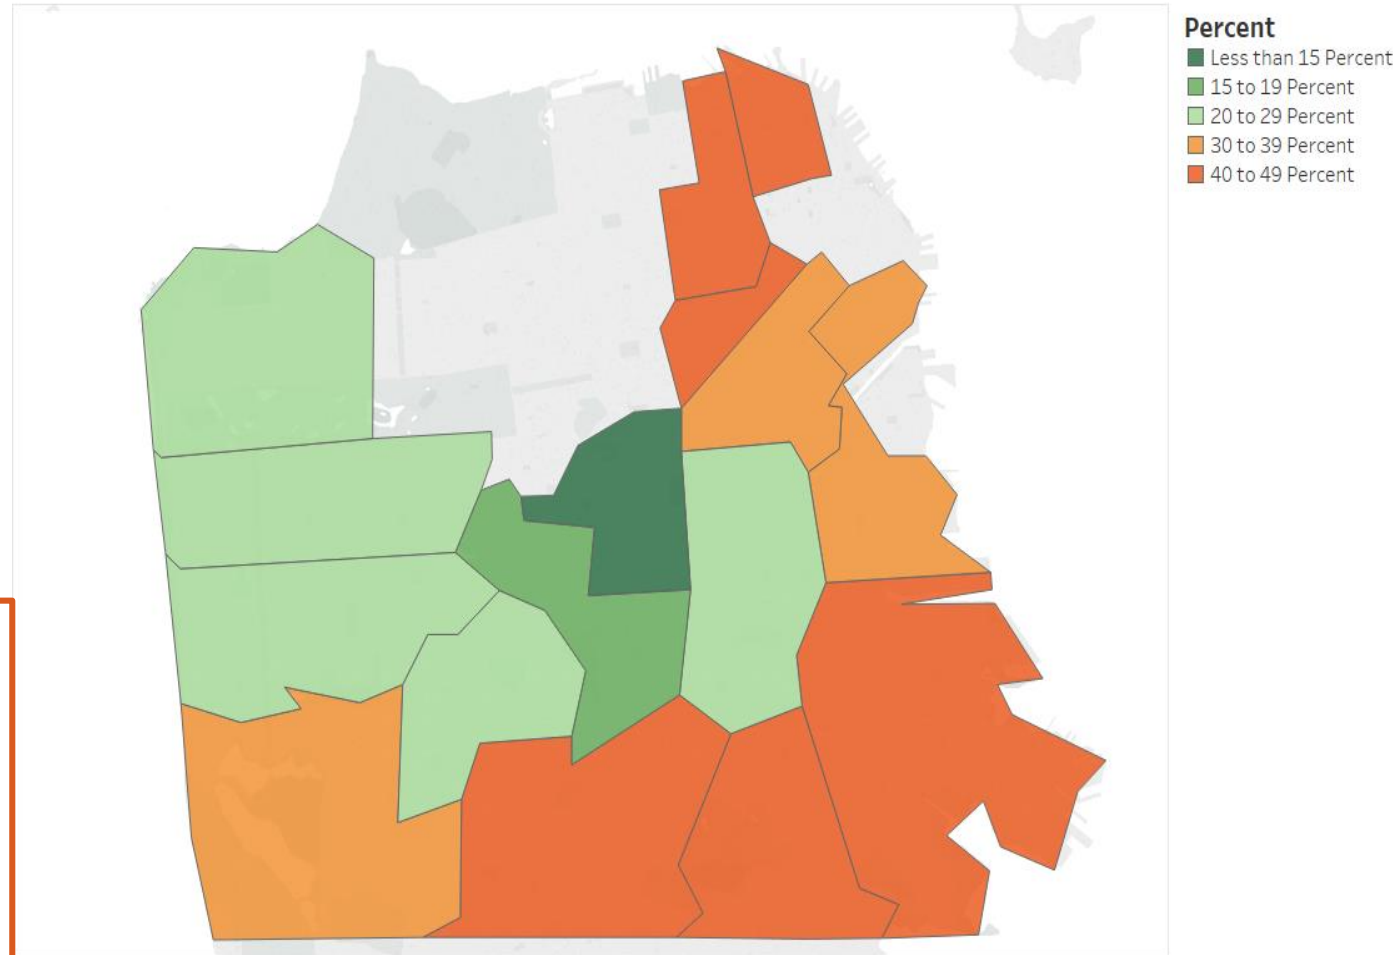 Percent
Less than 15 Percent
15 to 19 Percent
20 to 29 Percent
30 to 39 Percent
40 to 49 Percent